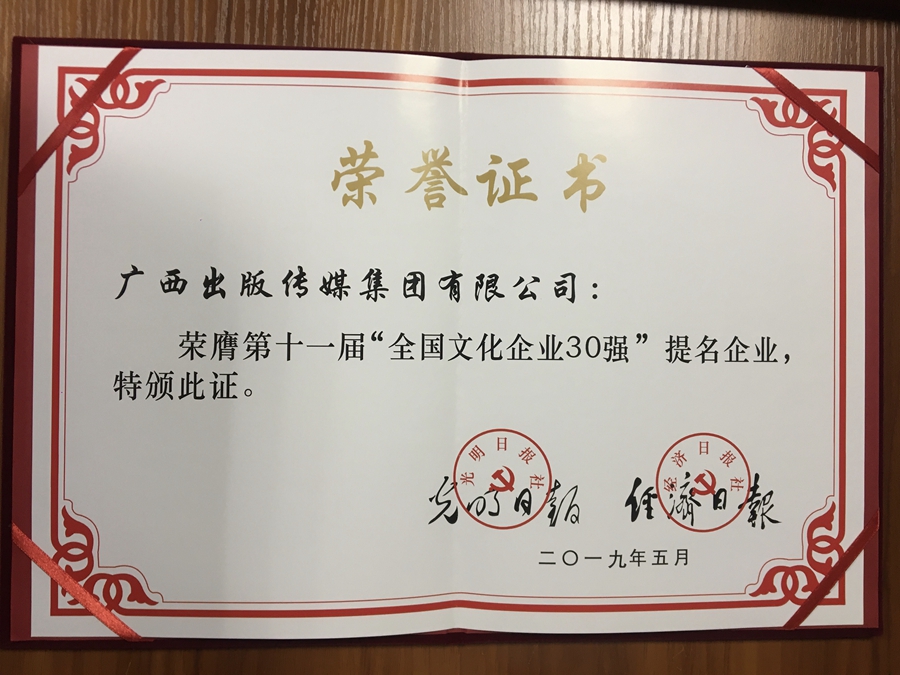 荣誉证书
广西出版传媒集团有限公司：
荣膺第十一届“全国文化企业30强”提名企业，
特颁此证。
光明日报社
经济日报社
光明日報
经濟日報
二〇一九年五月